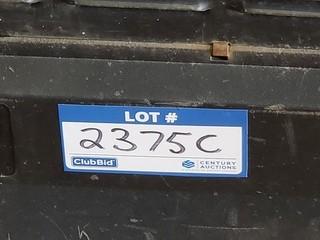 LOT #
2375C
ClubBid
CENTURY
AUCTIONS